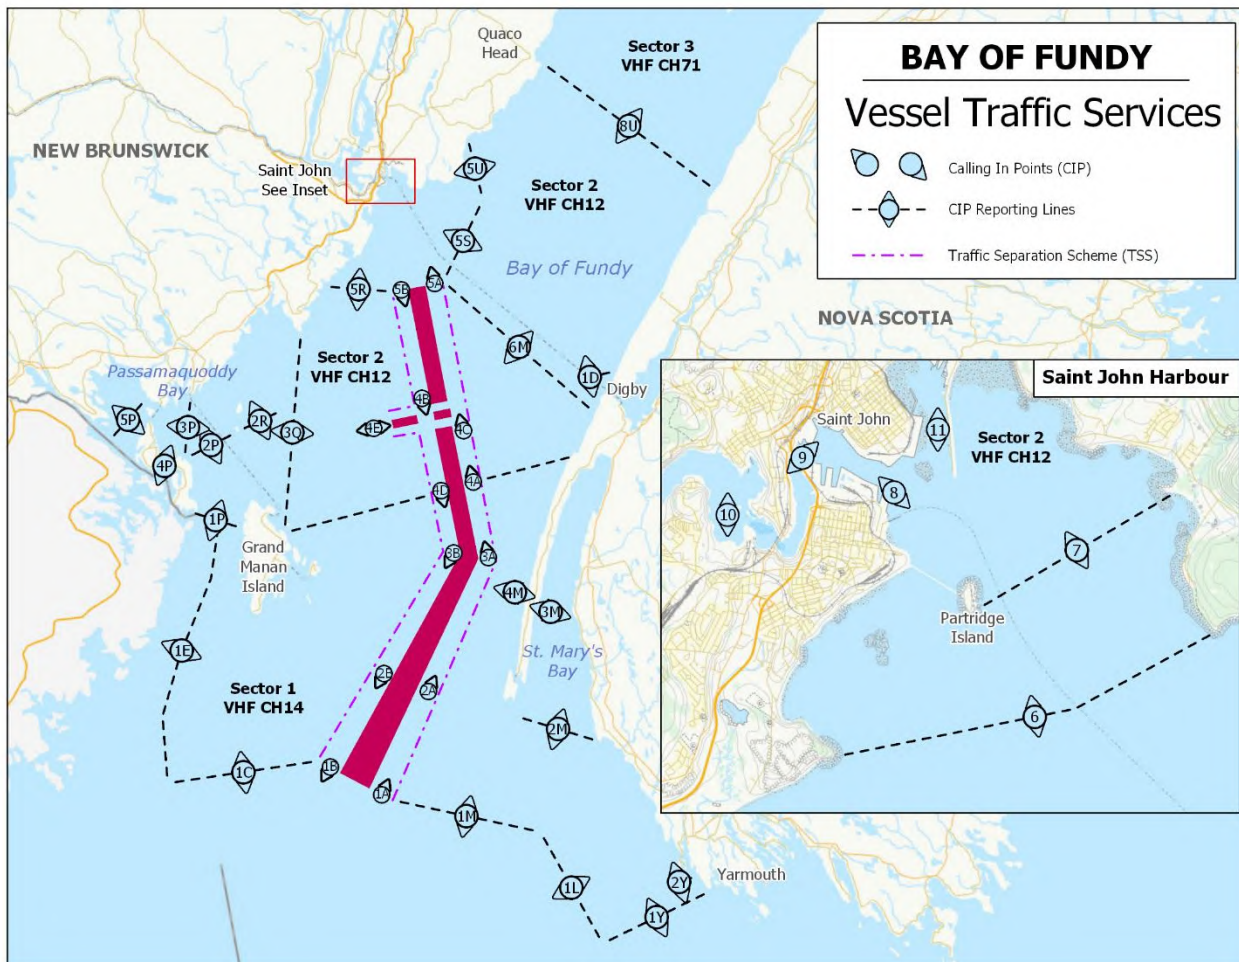 Quaco
Head
Sector 3
VHF CH71
BAY OF FUNDY
Vessel Traffic Services
Calling In Points (CIP)
CIP Reporting Lines
Traffic Separation Scheme (TSS)
8U
NEW BRUNSWICK
Saint John
See Inset
5U
Sector 2
VHF CH12
5S
Bay of Fundy
5R
5B
5A
NOVA SCOTIA
6M
Sector 2
VHF CH12
1D
Digby
Passamaquoddy
Bay
5P
3P
2R
2P
3Q
4B
4E
4C
4P
4A
4D
1P
Grand
Manan
Island
3B
3A
4M
3M
St. Mary's
Bay
1E
2B
2A
Sector 1
VHF CH14
2M
1C
1B
1A
1M
1L
2Y
1Y
Yarmouth
Saint John Harbour
Saint John
11
Sector 2
VHF CH12
9
8
10
7
Partridge
Island
6